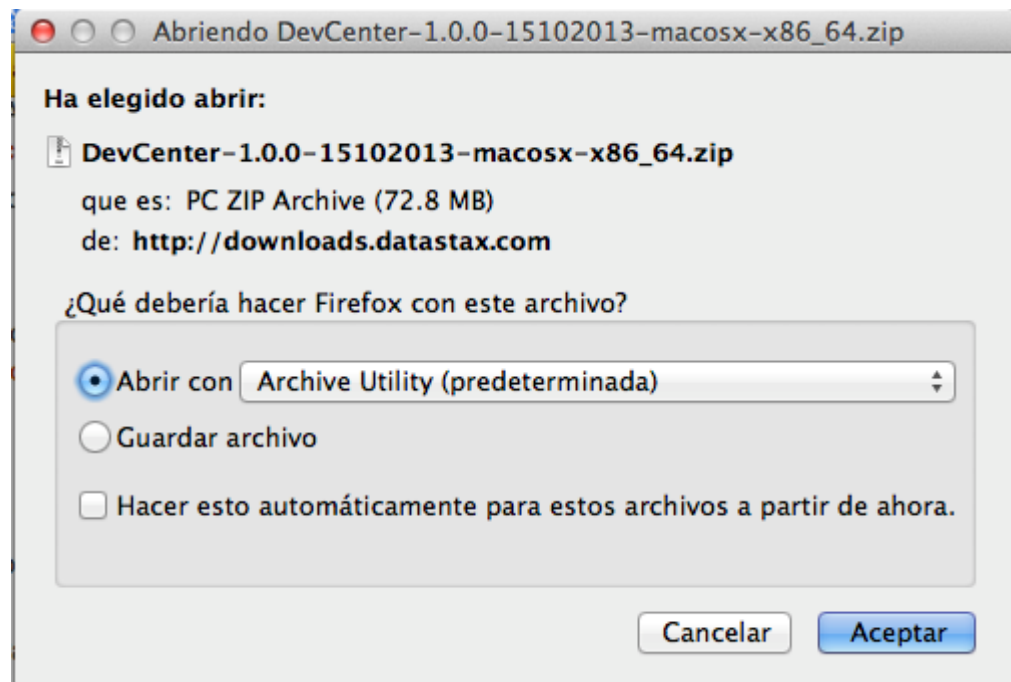 Abriendo DevCenter-1.0.0-15102013-macosx-x86_64.zip
Ha elegido abrir:
DevCenter-1.0.0-15102013-macosx-x86_64.zip
que es: PC ZIP Archive (72.8 MB)
de: http://downloads.datastax.com
¿Qué debería hacer Firefox con este archivo?
Abrir con Archive Utility (predeterminada)
Guardar archivo
Hacer esto automáticamente para estos archivos a partir de ahora.
Cancelar Aceptar